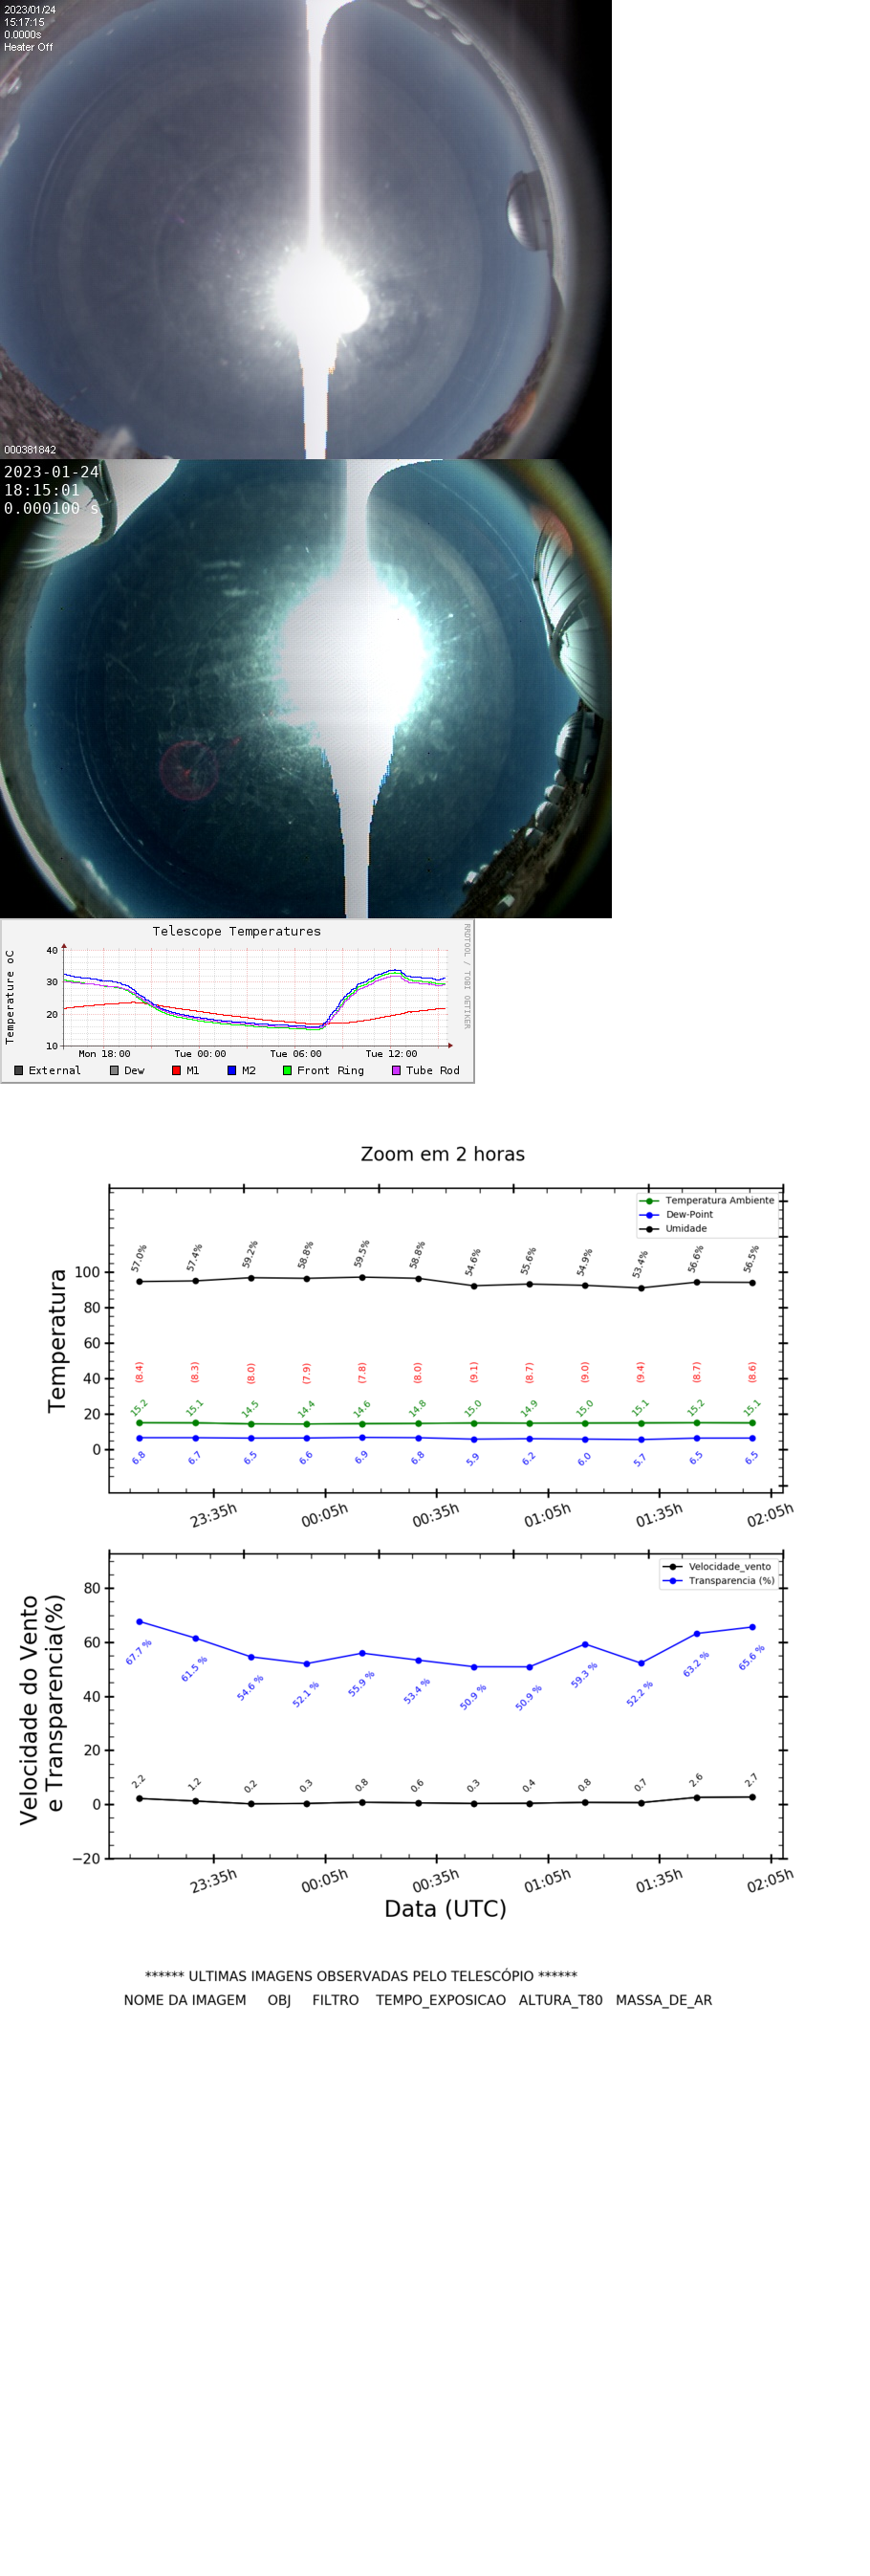 2023/01/24
15:17:15
0.0000s
Heater Off
000381842
2023-01-24
18:15:01
0.000100 s
Telescope Temperatures
RRDTOOL / TOBI OETIKER
Temperature oC
40
30
20
10
Mon 18:00 Tue 00:00 Tue 06:00 Tue 12:00
External Dew M1 M2 Front Ring Tube Rod
Zoom em 2 horas
Temperatura Ambiente
Dew-Point
Umidade
Temperatura
100
80
60
40
20
0
57.0% 57.4% 59.2% 58.8% 59.5% 58.8% 54.6% 55.6% 54.9% 53.4% 56.6% 56.5%
(8.4) (8.3) (8.0) (7.9) (7.8) (8.0) (9.1) (8.7) (9.0) (9.4) (8.7) (8.6)
15.2 15.1 14.5 14.4 14.6 14.8 15.0 14.9 15.0 15.1 15.2 15.1
6.8 6.7 6.5 6.6 6.9 6.8 5.9 6.2 6.0 5.7 6.5 6.5
23:35h 00:05h 00:35h 01:05h 01:35h 02:05h
Velocidade_vento
Transparencia (%)
Velocidade do Vento
e Transparencia(%)
80
60
40
20
0
−20
67.7 % 61.5 % 54.6 % 52.1 % 55.9 % 53.4 % 50.9 % 50.9 % 59.3 % 52.2 % 63.2 % 65.6 %
2.2 1.2 0.2 0.3 0.8 0.6 0.3 0.4 0.8 0.7 2.6 2.7
23:35h 00:05h 00:35h 01:05h 01:35h 02:05h
Data (UTC)
****** ULTIMAS IMAGENS OBSERVADAS PELO TELESCÓPIO ******
NOME DA IMAGEM OBJ FILTRO TEMPO_EXPOSICAO ALTURA_T80 MASSA_DE_AR